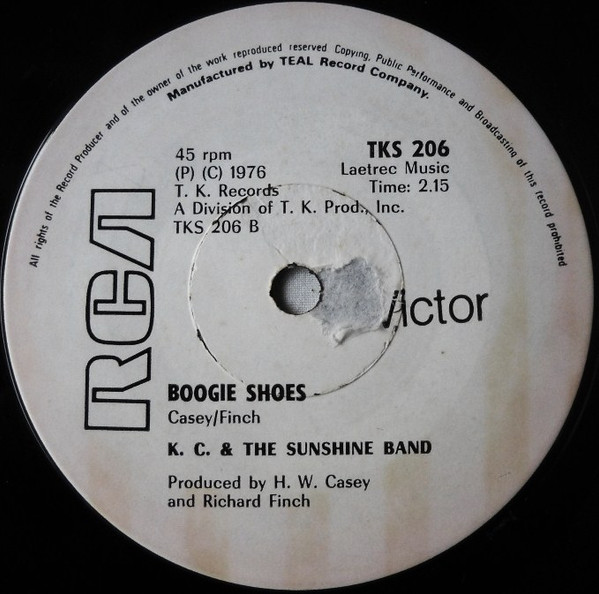 All rights of the Record Producer and of the owner of the work reproduced reserved Copying, Public Performance and Broadcasting of this record prohibited
Manufactured by TEAL Record Company.
45 rpm
(P) (C) 1976
T. K. Records
A Division of T. K. Prod., Inc.
TKS 206 B
TKS 206
Laetrec Music
Time: 2.15
RCA
ictor
BOOGIE SHOES
Casey/Finch
K. C. & THE SUNSHINE BAND
Produced by H. W. Casey
and Richard Finch